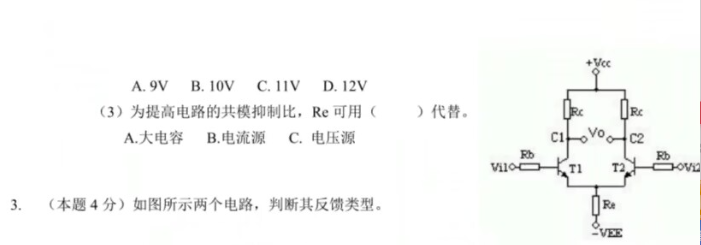 A. 9V B. 10V C. 11V D. 12V
（3）为提高电路的共模抑制比，Re 可用（ ）代替。
A.大电容 B.电流源 C. 电压源
3. （本题 4 分）如图所示两个电路，判断其反馈类型。
+Vcc
Rc Rc
C1 Vo C2
Rb Rb
Vi1 T1 T2 Vi2
Re
-VEE